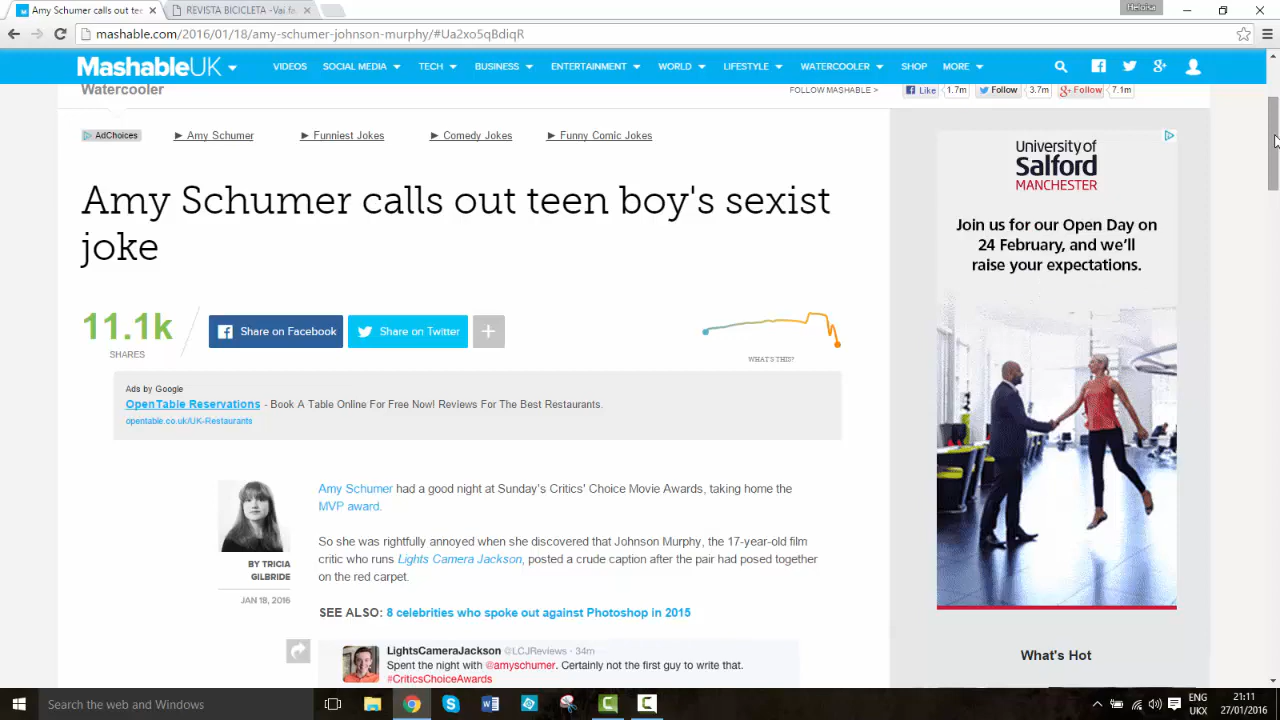 Amy Schumer calls out tee
REVISTA BICICLETA -Vai fa
Heloisa
mashable.com/2016/01/18/amy-schumer-johnson-murphy/#Ua2xo5qBdiqR
Mashable UK
VIDEOS SOCIAL MEDIA TECH BUSINESS ENTERTAINMENT WORLD LIFESTYLE WATERCOOLER SHOP MORE
Watercooler
FOLLOW MASHABLE >
Like 1.7m Follow 3.7m Follow 7.1m
AdChoices
Amy Schumer
Funniest Jokes
Comedy Jokes
Funny Comic Jokes
Amy Schumer calls out teen boy's sexist
joke
11.1k
SHARES
Share on Facebook
Share on Twitter
WHAT'S THIS?
Ads by Google
OpenTable Reservations - Book A Table Online For Free Now! Reviews For The Best Restaurants.
opentable.co.uk/UK-Restaurants
BY TRICIA
GILBRIDE
JAN 18, 2016
Amy Schumer had a good night at Sunday's Critics' Choice Movie Awards, taking home the
MVP award.
So she was rightfully annoyed when she discovered that Johnson Murphy, the 17-year-old film
critic who runs Lights Camera Jackson, posted a crude caption after the pair had posed together
on the red carpet.
SEE ALSO: 8 celebrities who spoke out against Photoshop in 2015
LightsCameraJackson @LCJReviews · 34m
Spent the night with @amyschumer. Certainly not the first guy to write that.
#CriticsChoiceAwards
University of
Salford
MANCHESTER
Join us for our Open Day on
24 February, and we'll
raise your expectations.
What's Hot
Search the web and Windows
ENG
UKX
21:11
27/01/2016